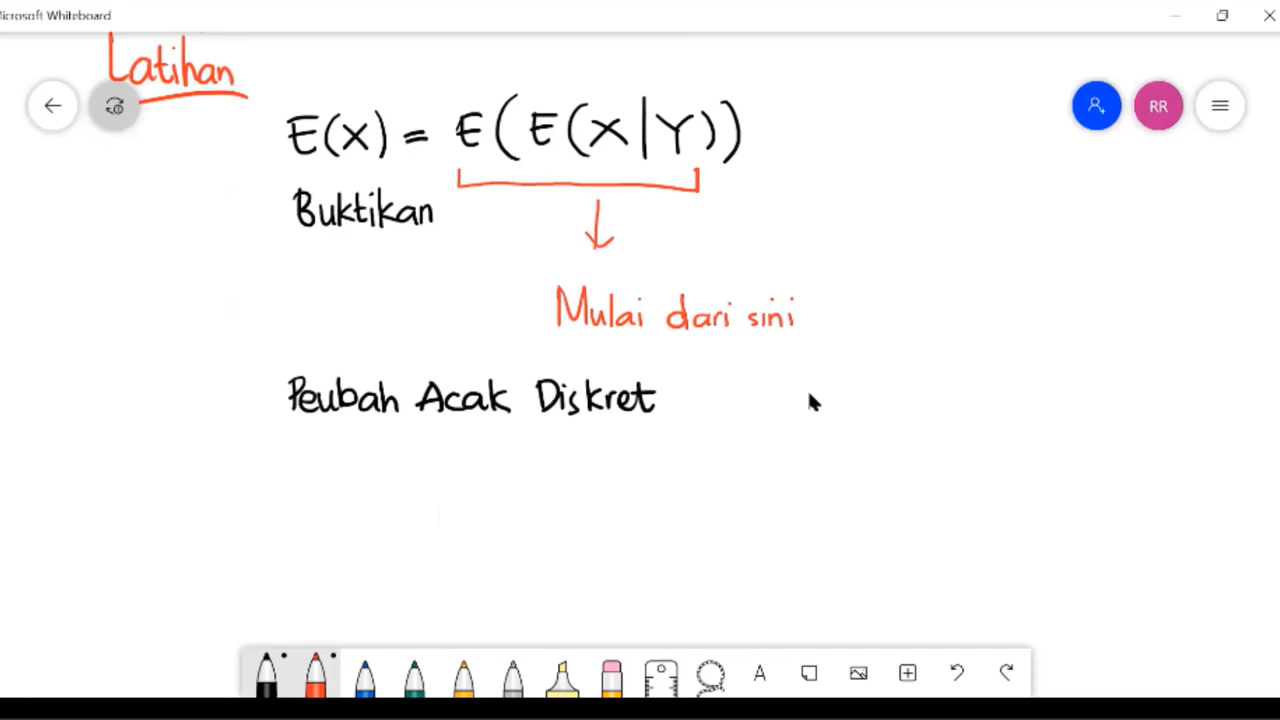 Microsoft Whiteboard
Latihan
E(X) = E(E(X|Y))
Buktikan
Mulai dari sini
Peubah Acak Diskret
RR
A